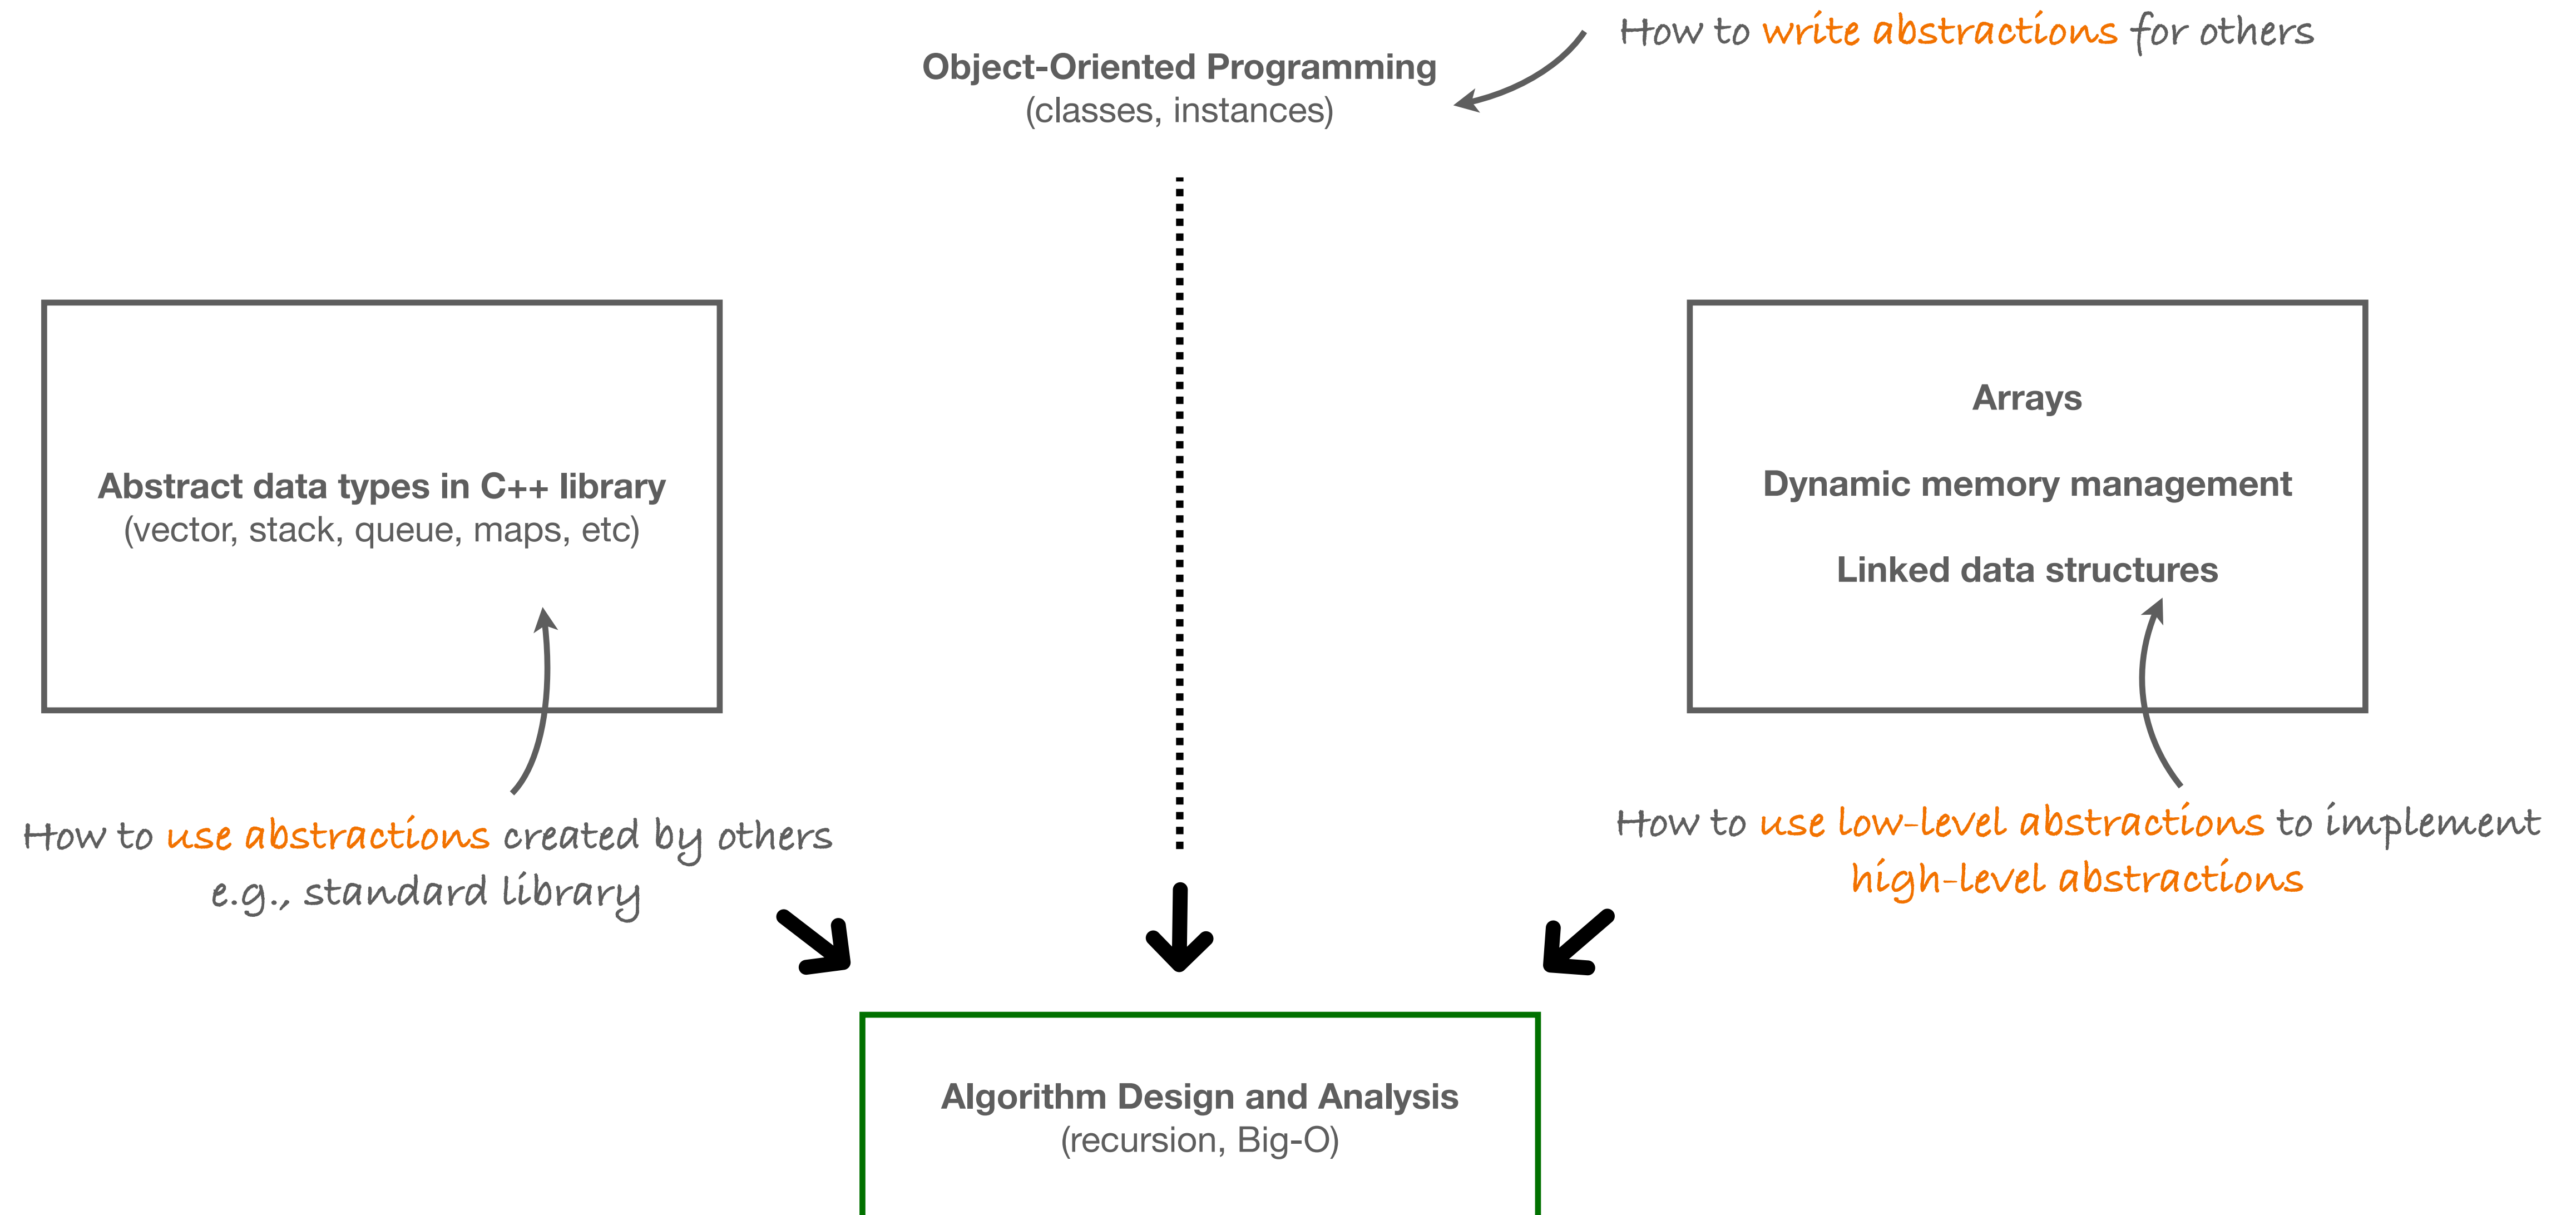 How to write abstractions for others
Object-Oriented Programming
(classes, instances)
Abstract data types in C++ library
(vector, stack, queue, maps, etc)
Arrays
Dynamic memory management
Linked data structures
How to use abstractions created by others
e.g., standard library
How to use low-level abstractions to implement
high-level abstractions
Algorithm Design and Analysis
(recursion, Big-O)